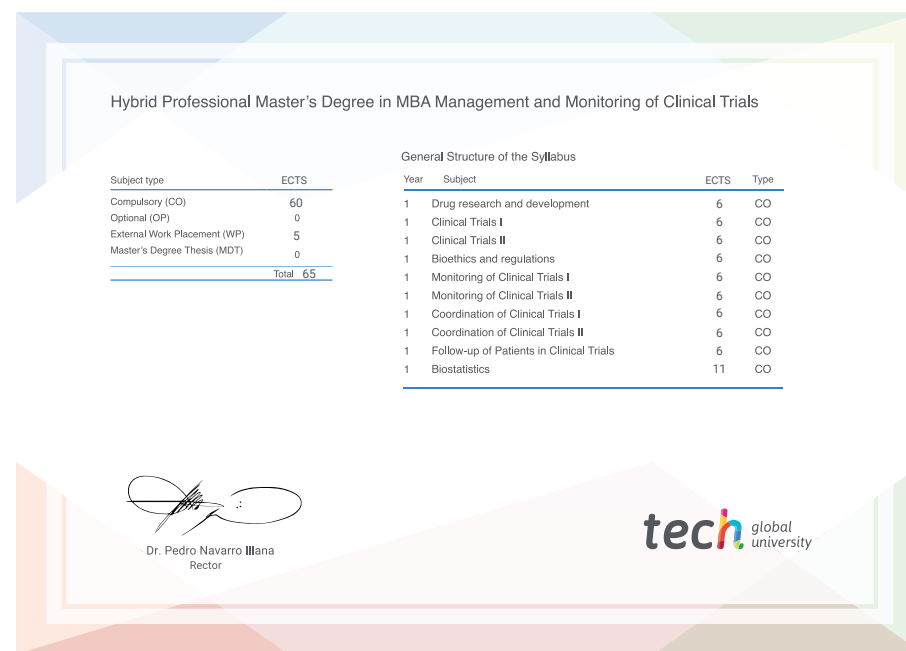 Hybrid Professional Master's Degree in MBA Management and Monitoring of Clinical Trials
Subject type ECTS
Compulsory (CO) 60
Optional (OP) 0
External Work Placement (WP) 5
Master's Degree Thesis (MDT) 0
Total 65
General Structure of the Syllabus
Year Subject ECTS Type
1 Drug research and development 6 CO
1 Clinical Trials I 6 CO
1 Clinical Trials II 6 CO
1 Bioethics and regulations 6 CO
1 Monitoring of Clinical Trials I 6 CO
1 Monitoring of Clinical Trials II 6 CO
1 Coordination of Clinical Trials I 6 CO
1 Coordination of Clinical Trials II 6 CO
1 Follow-up of Patients in Clinical Trials 6 CO
1 Biostatistics 11 CO
Dr. Pedro Navarro Illana
Rector
tech global
university